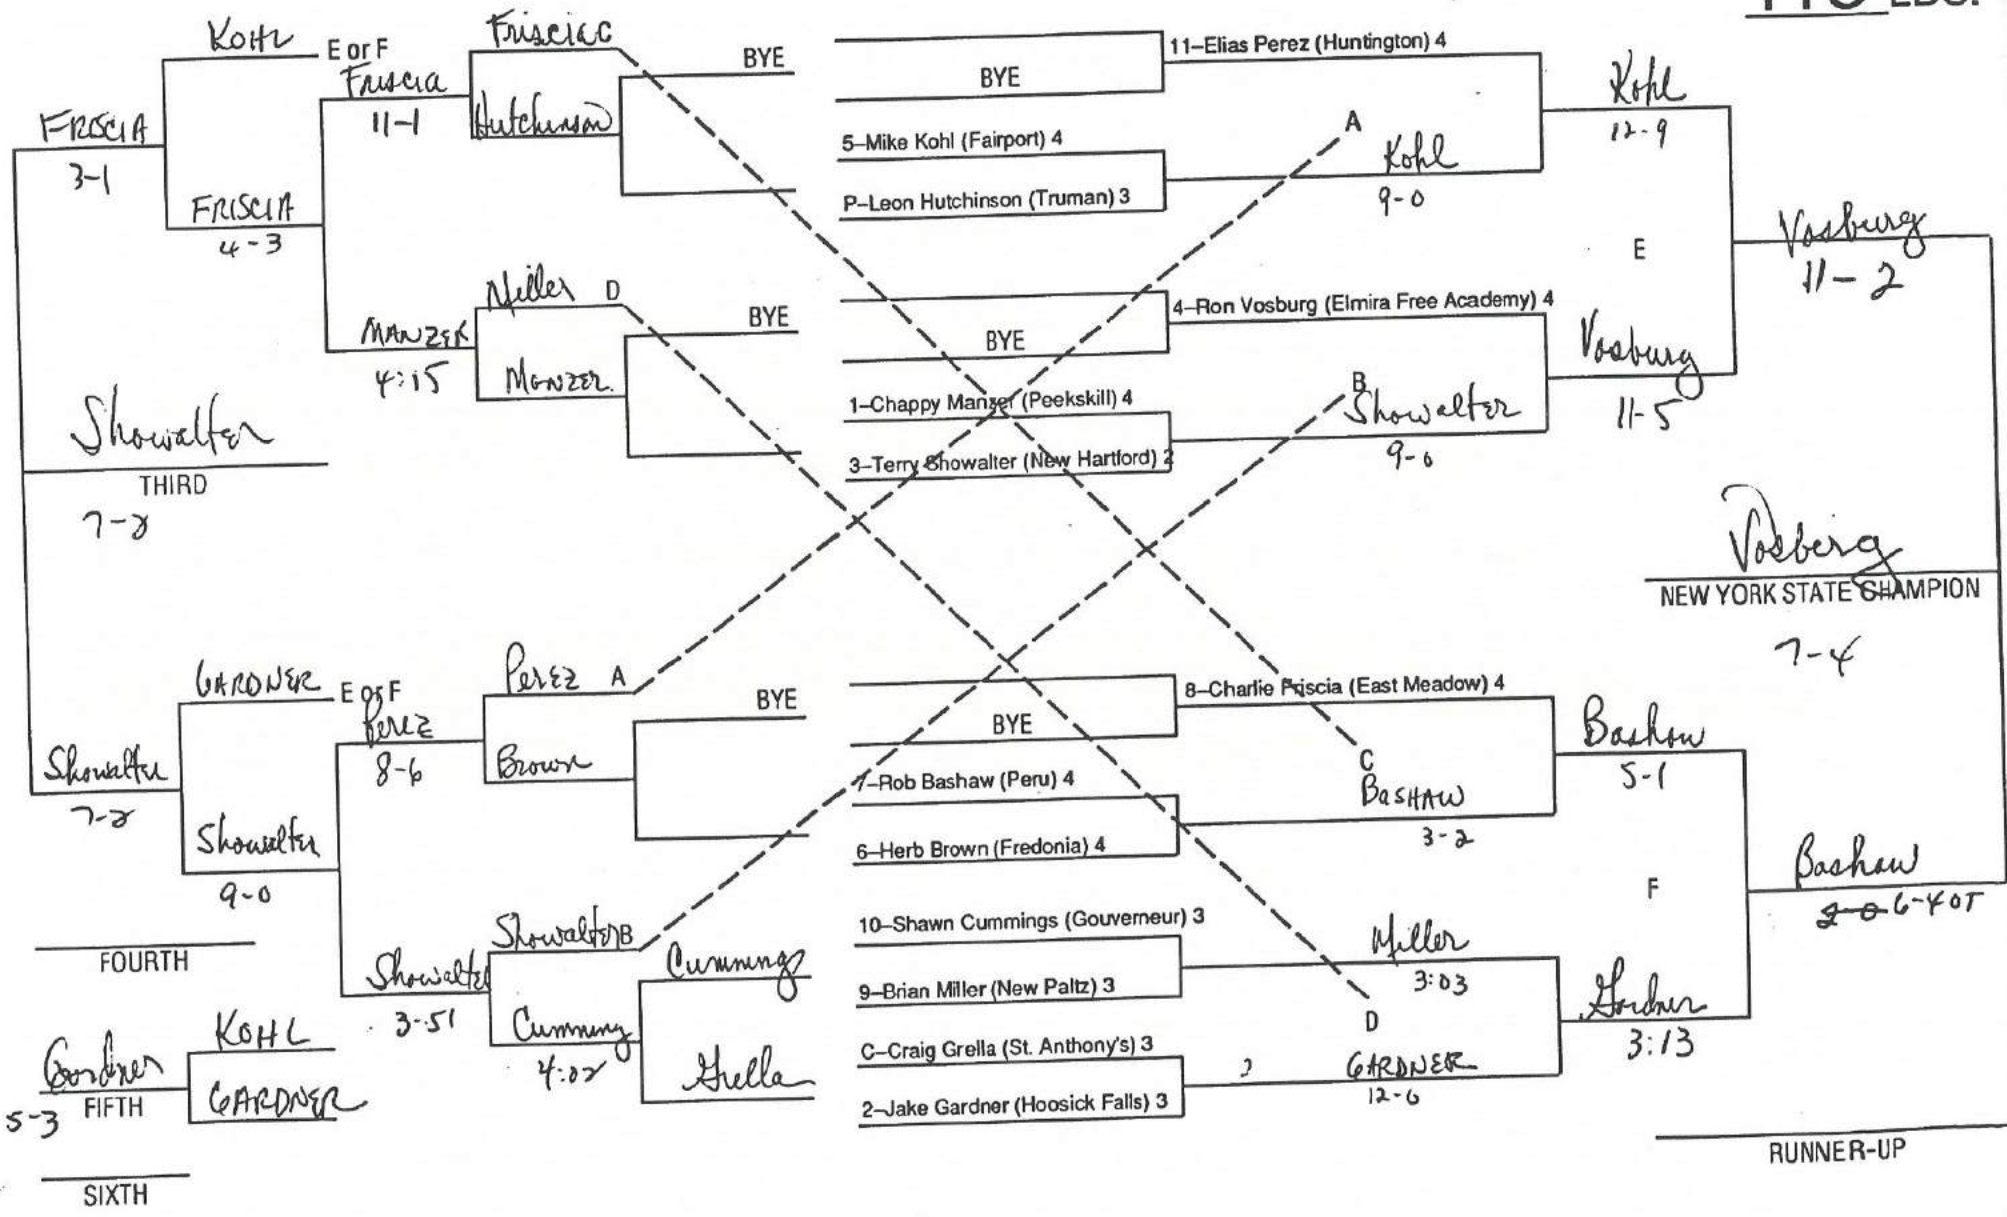 LBS.
KOHL
E or F
Friscia C
Friscia
11-1
Hutchinson
FRISCIA
3-1
FRISCIA
4-3
Miller D
MANZER
4:15
Manzer
Showalter
THIRD
7-2
GARDNER
E or F
Perez A
Perez
8-6
Brown
Showalter
7-2
Showalter
9-0
FOURTH
Showalter B
Showalter
3:51
Cumming
4:02
Cummings
Grella
KOHL
Gardner
5-3 FIFTH
GARDNER
SIXTH
BYE
BYE
BYE
11–Elias Perez (Huntington) 4
BYE
5–Mike Kohl (Fairport) 4
P–Leon Hutchinson (Truman) 3
A
Kohl
9-0
Kohl
12-9
E
4–Ron Vosburg (Elmira Free Academy) 4
BYE
1–Chappy Manzer (Peekskill) 4
3–Terry Showalter (New Hartford) 2
B
Showalter
9-6
Vosburg
11-5
Vosburg
11-2
Vosberg
NEW YORK STATE CHAMPION
7-4
8–Charlie Friscia (East Meadow) 4
BYE
7–Rob Bashaw (Peru) 4
6–Herb Brown (Fredonia) 4
C
BASHAW
3-2
Bashaw
5-1
F
10–Shawn Cummings (Gouverneur) 3
9–Brian Miller (New Paltz) 3
C–Craig Grella (St. Anthony's) 3
2–Jake Gardner (Hoosick Falls) 3
Miller
3:03
D
GARDNER
12-6
Gardner
3:13
Bashaw
2-0 6-4 OT
RUNNER-UP